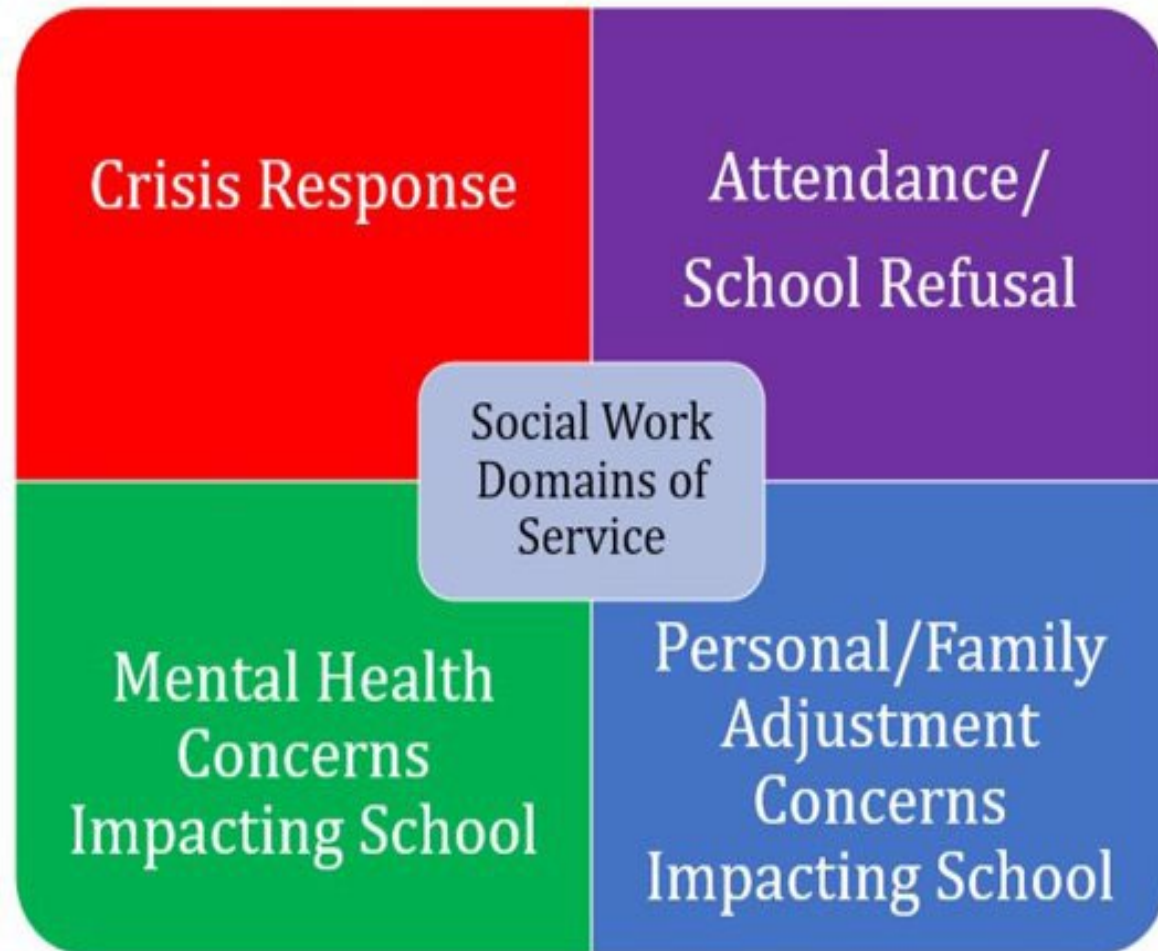 Crisis Response
Attendance/
School Refusal
Social Work
Domains of
Service
Mental Health
Concerns
Impacting School
Personal/Family
Adjustment
Concerns
Impacting School